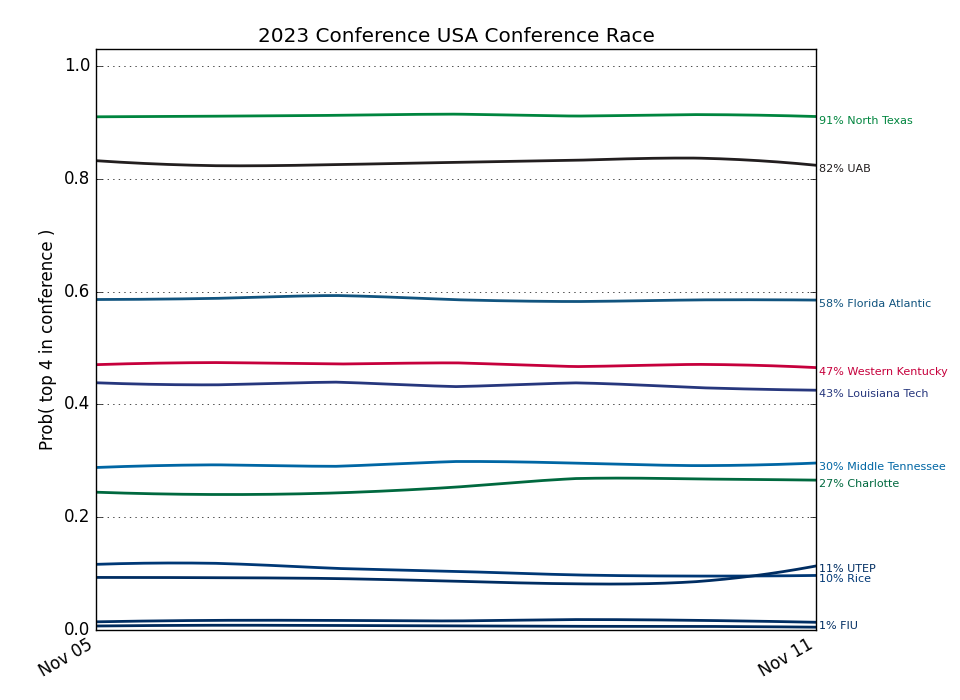 2023 Conference USA Conference Race
Prob( top 4 in conference )
1.0
0.8
0.6
0.4
0.2
0.0
Nov 05
Nov 11
91% North Texas
82% UAB
58% Florida Atlantic
47% Western Kentucky
43% Louisiana Tech
30% Middle Tennessee
27% Charlotte
11% UTEP
10% Rice
1% FIU